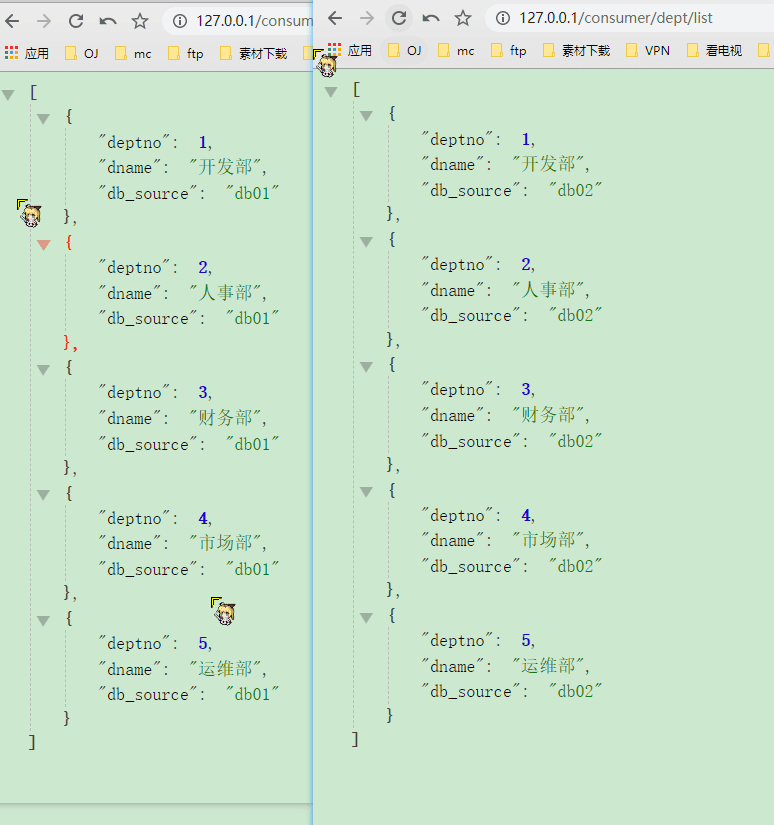 127.0.0.1/consum
应用 OJ mc ftp 素材下载
[
{
"deptno": 1,
"dname": "开发部",
"db_source": "db01"
},
{
"deptno": 2,
"dname": "人事部",
"db_source": "db01"
},
{
"deptno": 3,
"dname": "财务部",
"db_source": "db01"
},
{
"deptno": 4,
"dname": "市场部",
"db_source": "db01"
},
{
"deptno": 5,
"dname": "运维部",
"db_source": "db01"
}
]
127.0.0.1/consumer/dept/list
应用 OJ mc ftp 素材下载 VPN 看电视
[
{
"deptno": 1,
"dname": "开发部",
"db_source": "db02"
},
{
"deptno": 2,
"dname": "人事部",
"db_source": "db02"
},
{
"deptno": 3,
"dname": "财务部",
"db_source": "db02"
},
{
"deptno": 4,
"dname": "市场部",
"db_source": "db02"
},
{
"deptno": 5,
"dname": "运维部",
"db_source": "db02"
}
]